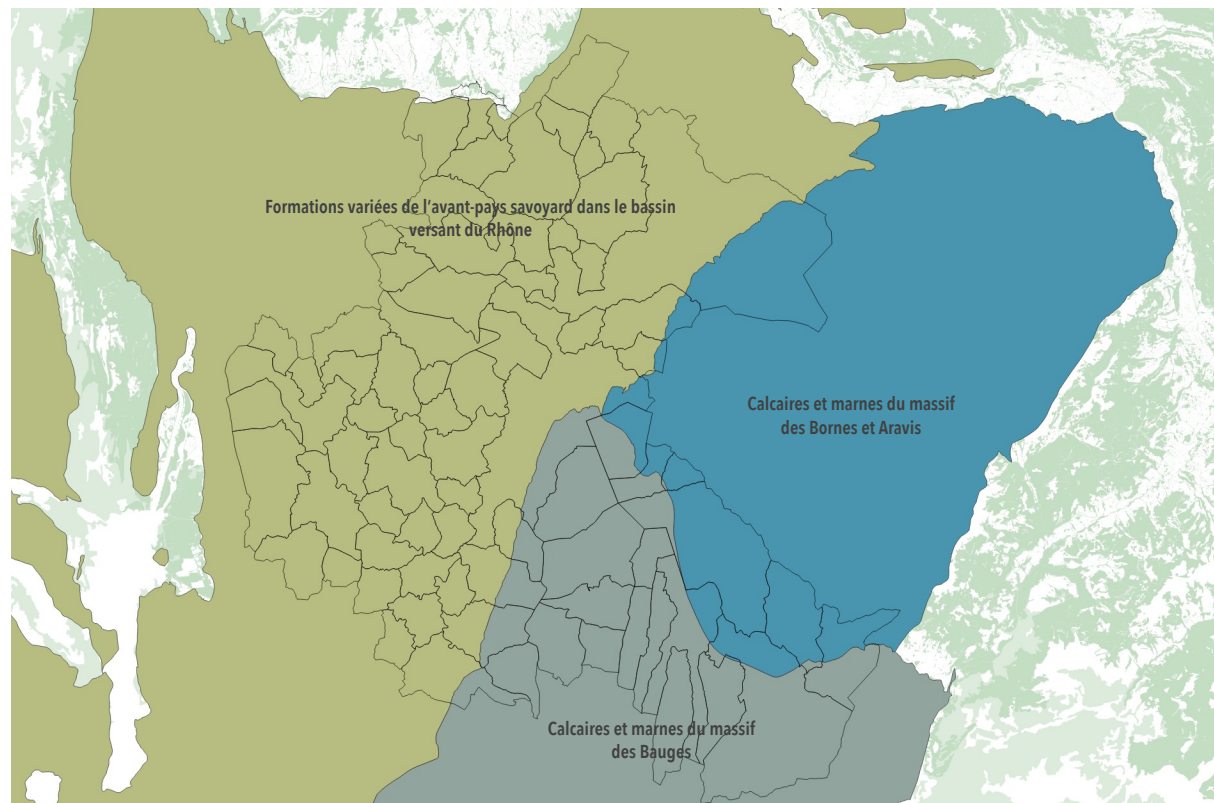 Formations variées de l'avant-pays savoyard dans le bassin
versant du Rhône
Calcaires et marnes du massif
des Bornes et Aravis
Calcaires et marnes du massif
des Bauges